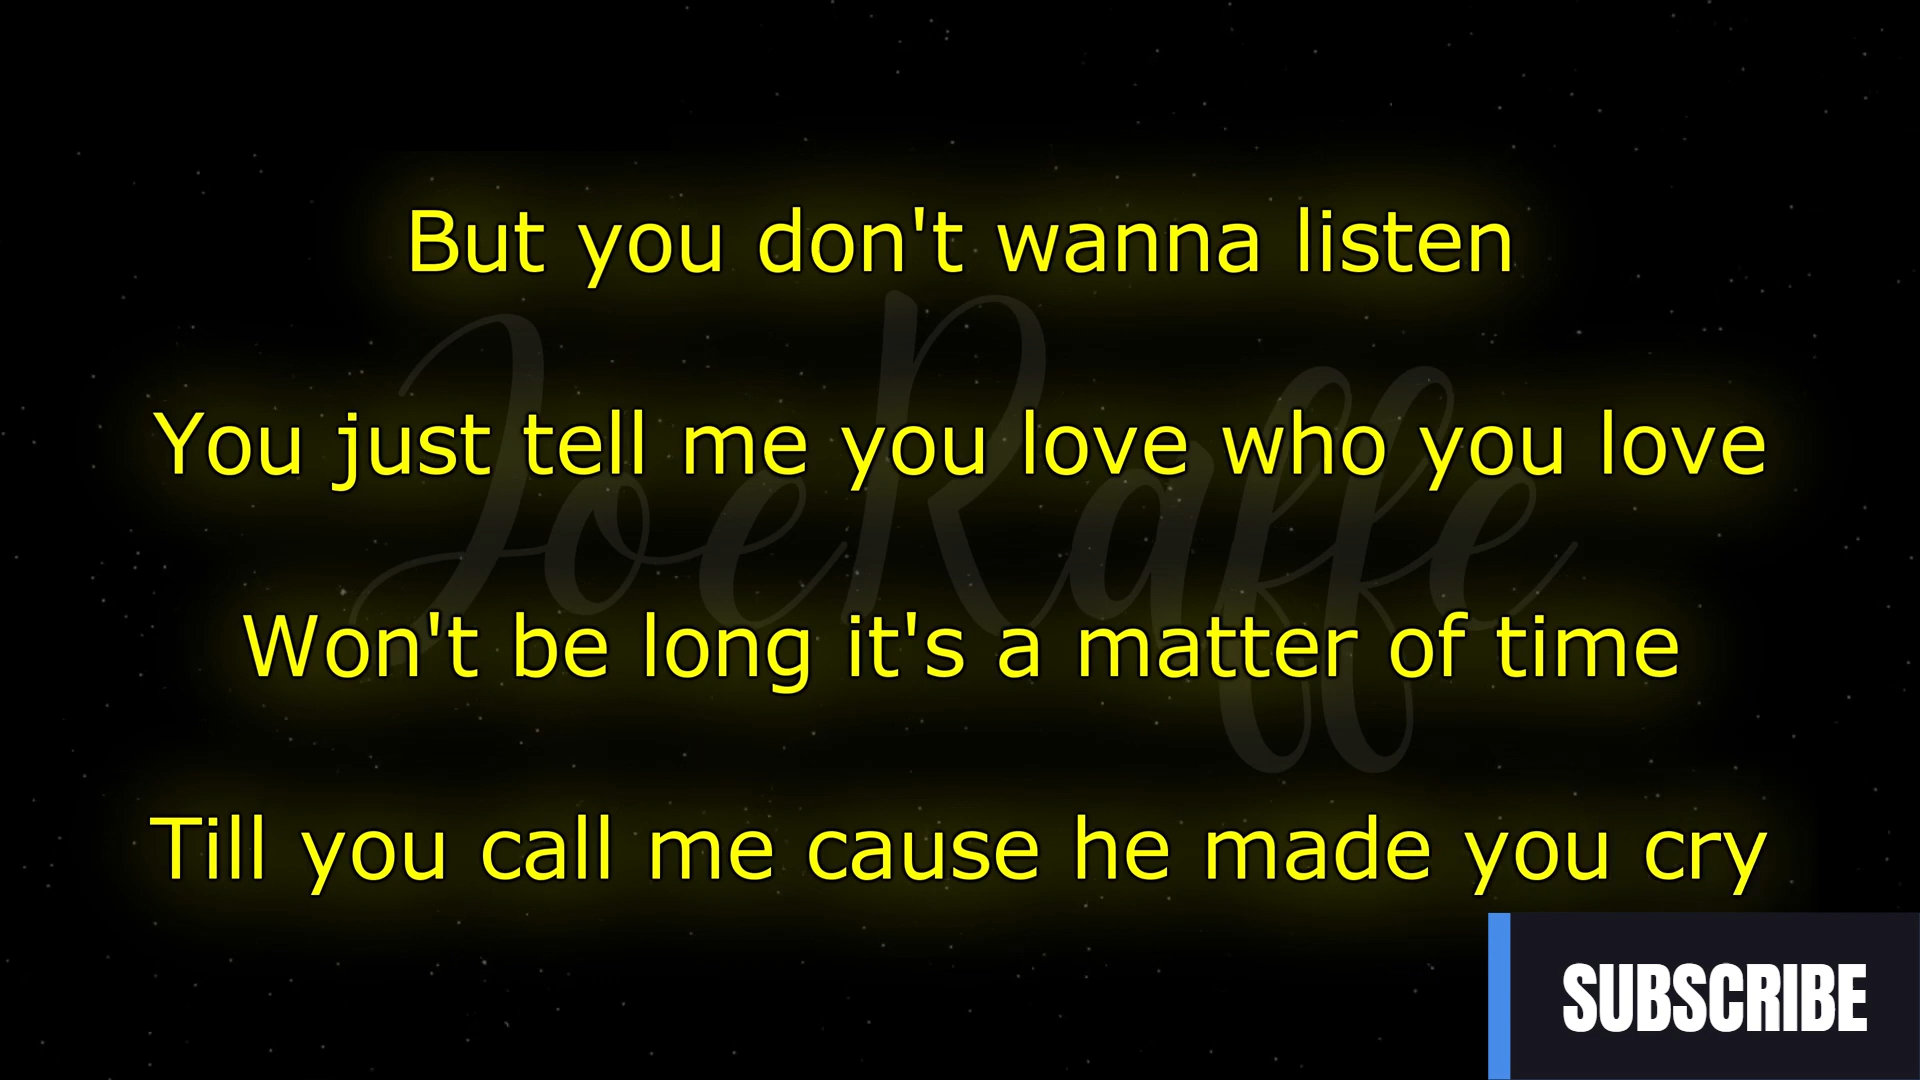 But you don't wanna listen
You just tell me you love who you love
JoeRaffe
Won't be long it's a matter of time
Till you call me cause he made you cry
SUBSCRIBE